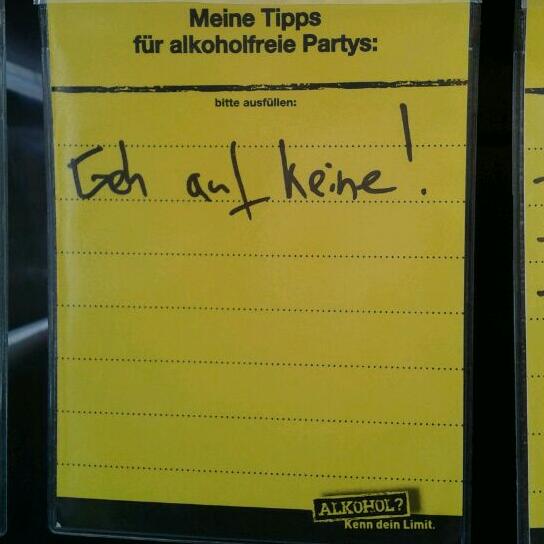 Meine Tipps
für alkoholfreie Partys:
bitte ausfüllen:
Geh auf keine!
ALKOHOL?
Kenn dein Limit.